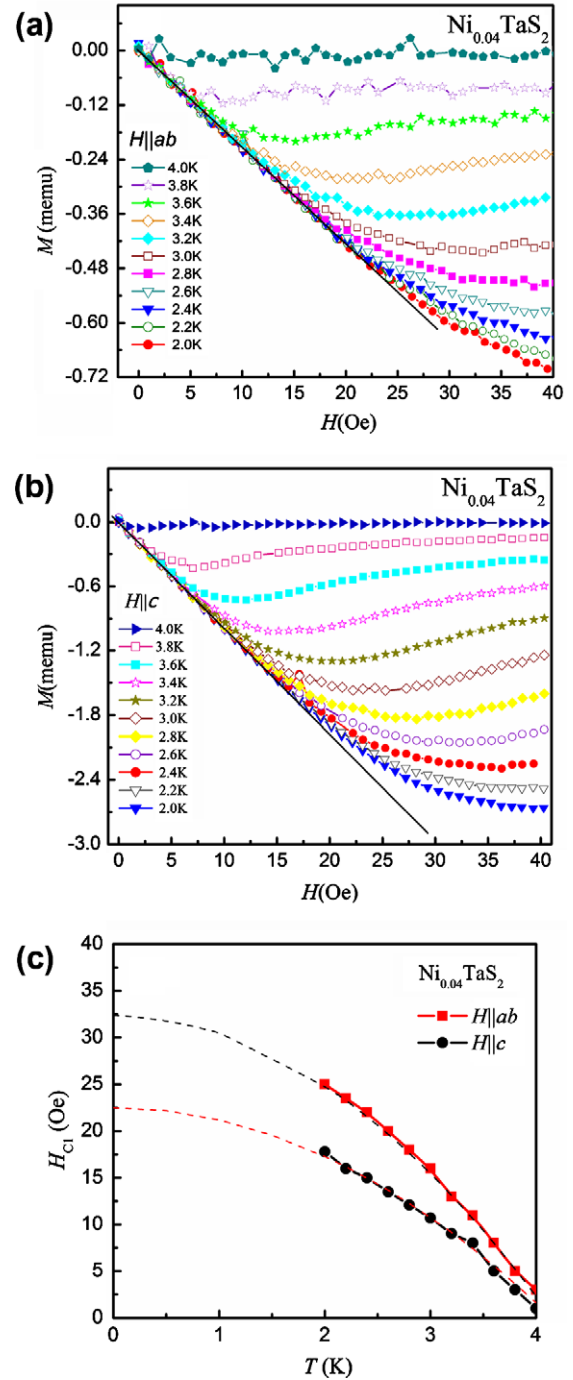 (a)
Ni0.04TaS2
0.00
-0.12
-0.24
-0.36
-0.48
-0.60
-0.72
M (memu)
H||ab
4.0K
3.8K
3.6K
3.4K
3.2K
3.0K
2.8K
2.6K
2.4K
2.2K
2.0K
0 5 10 15 20 25 30 35 40
H(Oe)
(b)
Ni0.04TaS2
0.0
-0.6
-1.2
-1.8
-2.4
-3.0
M(memu)
H||c
4.0K
3.8K
3.6K
3.4K
3.2K
3.0K
2.8K
2.6K
2.4K
2.2K
2.0K
0 5 10 15 20 25 30 35 40
H(Oe)
(c)
40
35
30
25
20
15
10
5
0
HC1 (Oe)
Ni0.04TaS2
H||ab
H||c
0 1 2 3 4
T (K)